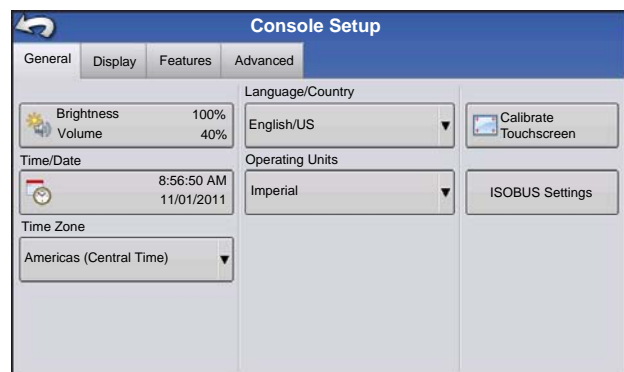 Console Setup
General Display Features Advanced
Brightness 100%
Volume 40%
Time/Date
8:56:50 AM
11/01/2011
Time Zone
Americas (Central Time)
Language/Country
English/US
Operating Units
Imperial
Calibrate
Touchscreen
ISOBUS Settings